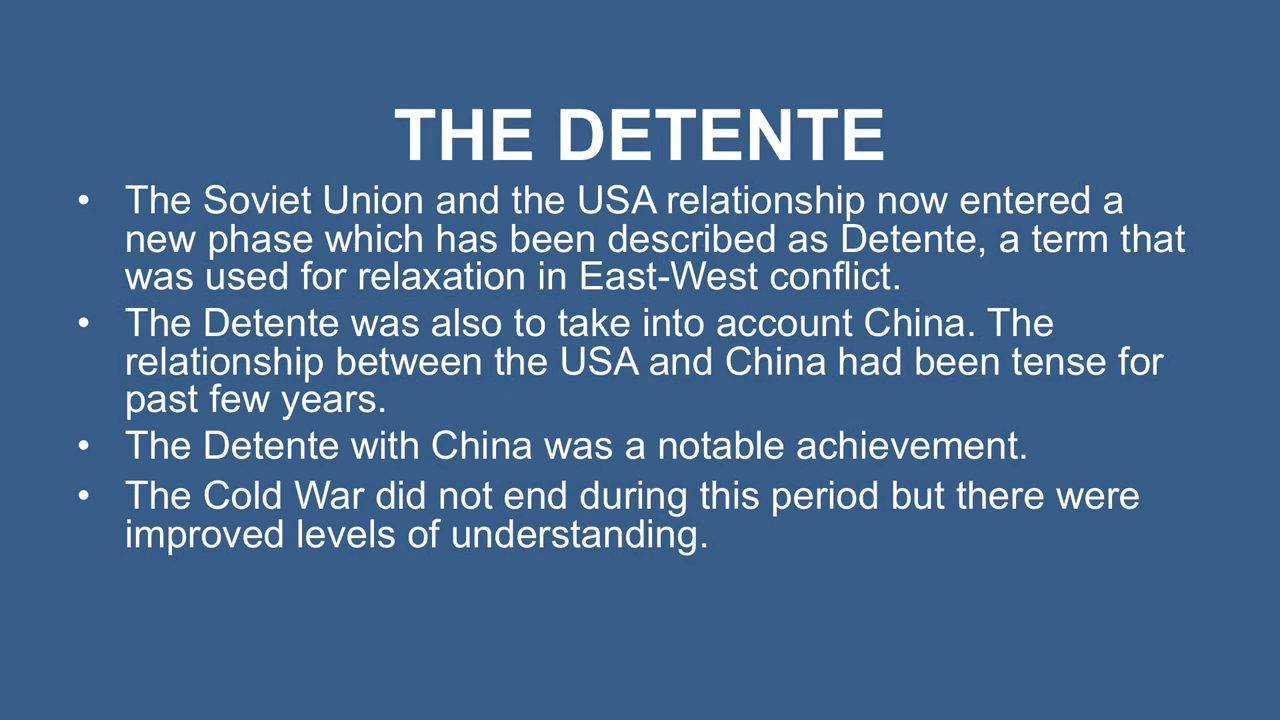 THE DETENTE
• The Soviet Union and the USA relationship now entered a
new phase which has been described as Detente, a term that
was used for relaxation in East-West conflict.
• The Detente was also to take into account China. The
relationship between the USA and China had been tense for
past few years.
• The Detente with China was a notable achievement.
• The Cold War did not end during this period but there were
improved levels of understanding.